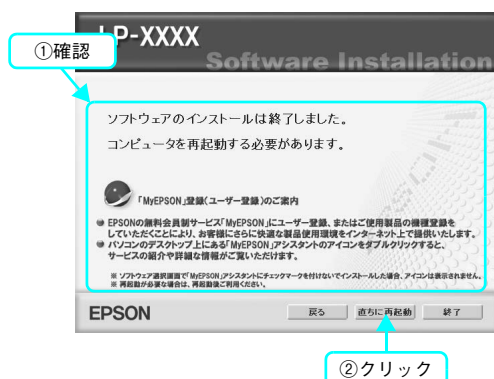 LP-XXXX
①確認
Software Installation
ソフトウェアのインストールは終了しました。
コンピュータを再起動する必要があります。
「MyEPSON」登録(ユーザー登録)のご案内
EPSONの無料会員制サービス「MyEPSON」にユーザー登録、またはご使用製品の機種登録を
していただくことにより、お客様にさらに快適な製品使用環境をインターネット上で提供いたします。
パソコンのデスクトップ上にある「MyEPSON」アシスタントのアイコンをダブルクリックすると、
サービスの紹介や詳細な情報がご覧いただけます。
※ ソフトウェア選択画面で「MyEPSON」アシスタントにチェックマークを付けないでインストールした場合、アイコンは表示されません。
※ 再起動が必要な場合は、再起動後ご利用ください。
EPSON
戻る
直ちに再起動
終了
②クリック